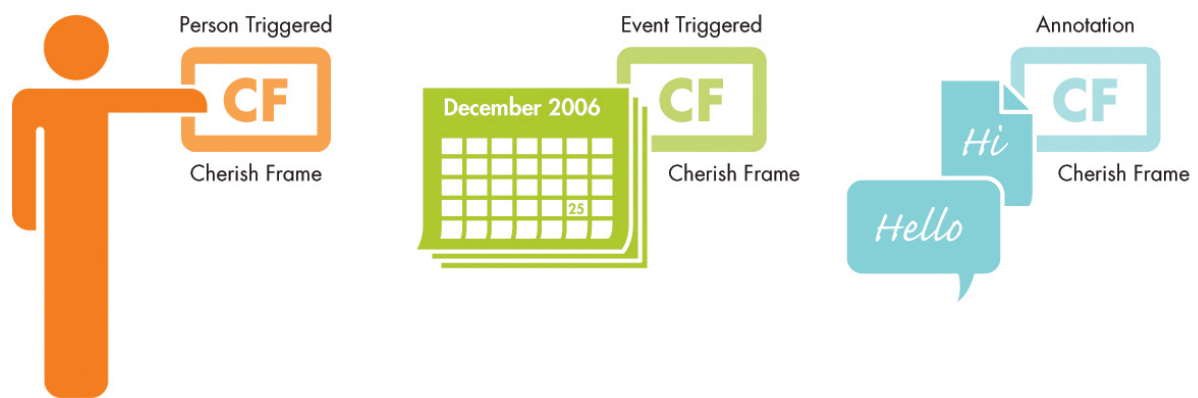 Person Triggered
CF
Cherish Frame
Event Triggered
CF
December 2006
25
Cherish Frame
Annotation
CF
Hi
Cherish Frame
Hello